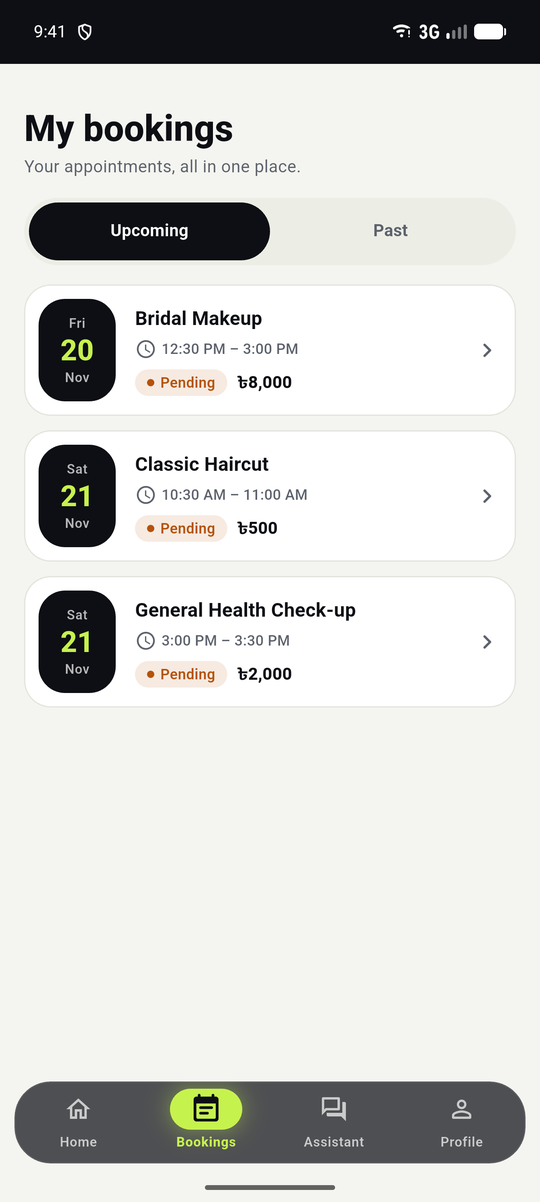 9:41
3G
My bookings
Your appointments, all in one place.
Upcoming
Past
Fri
20
Nov
Bridal Makeup
12:30 PM – 3:00 PM
Pending
৳8,000
Sat
21
Nov
Classic Haircut
10:30 AM – 11:00 AM
Pending
৳500
Sat
21
Nov
General Health Check-up
3:00 PM – 3:30 PM
Pending
৳2,000
Home
Bookings
Assistant
Profile